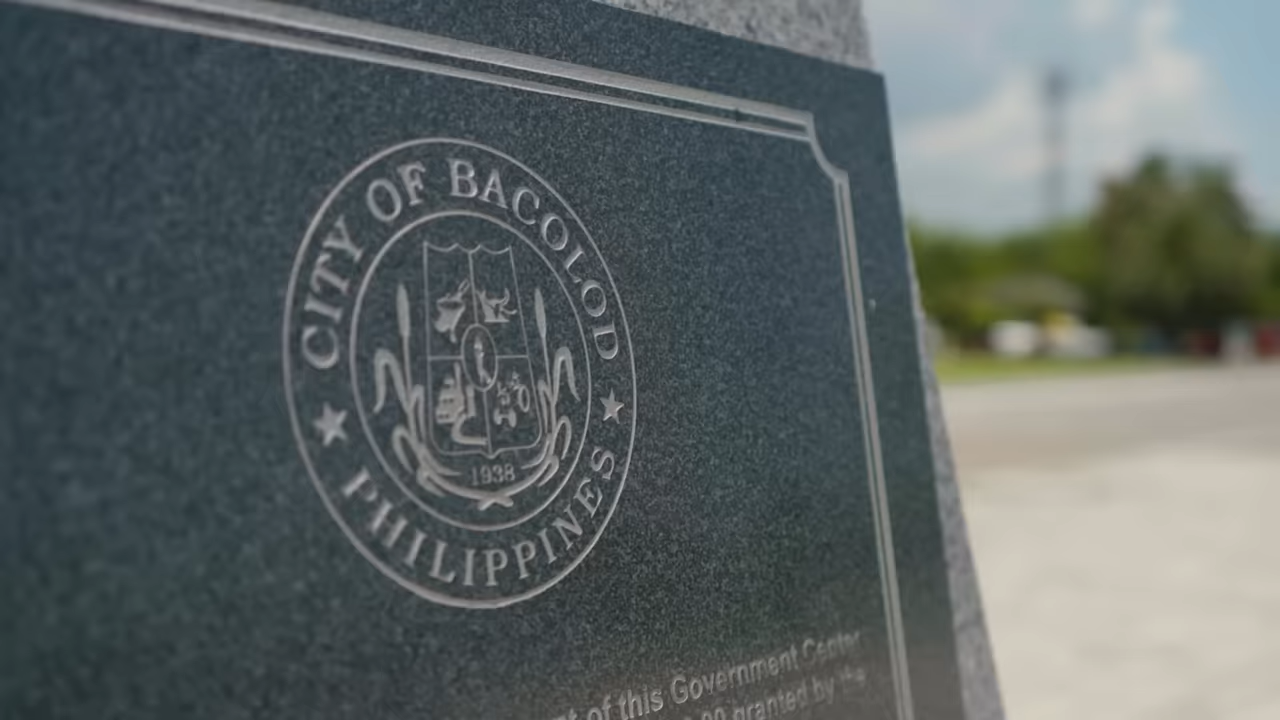 CITY OF BACOLOD
1938
PHILIPPINES
of this Government Center
granted by the